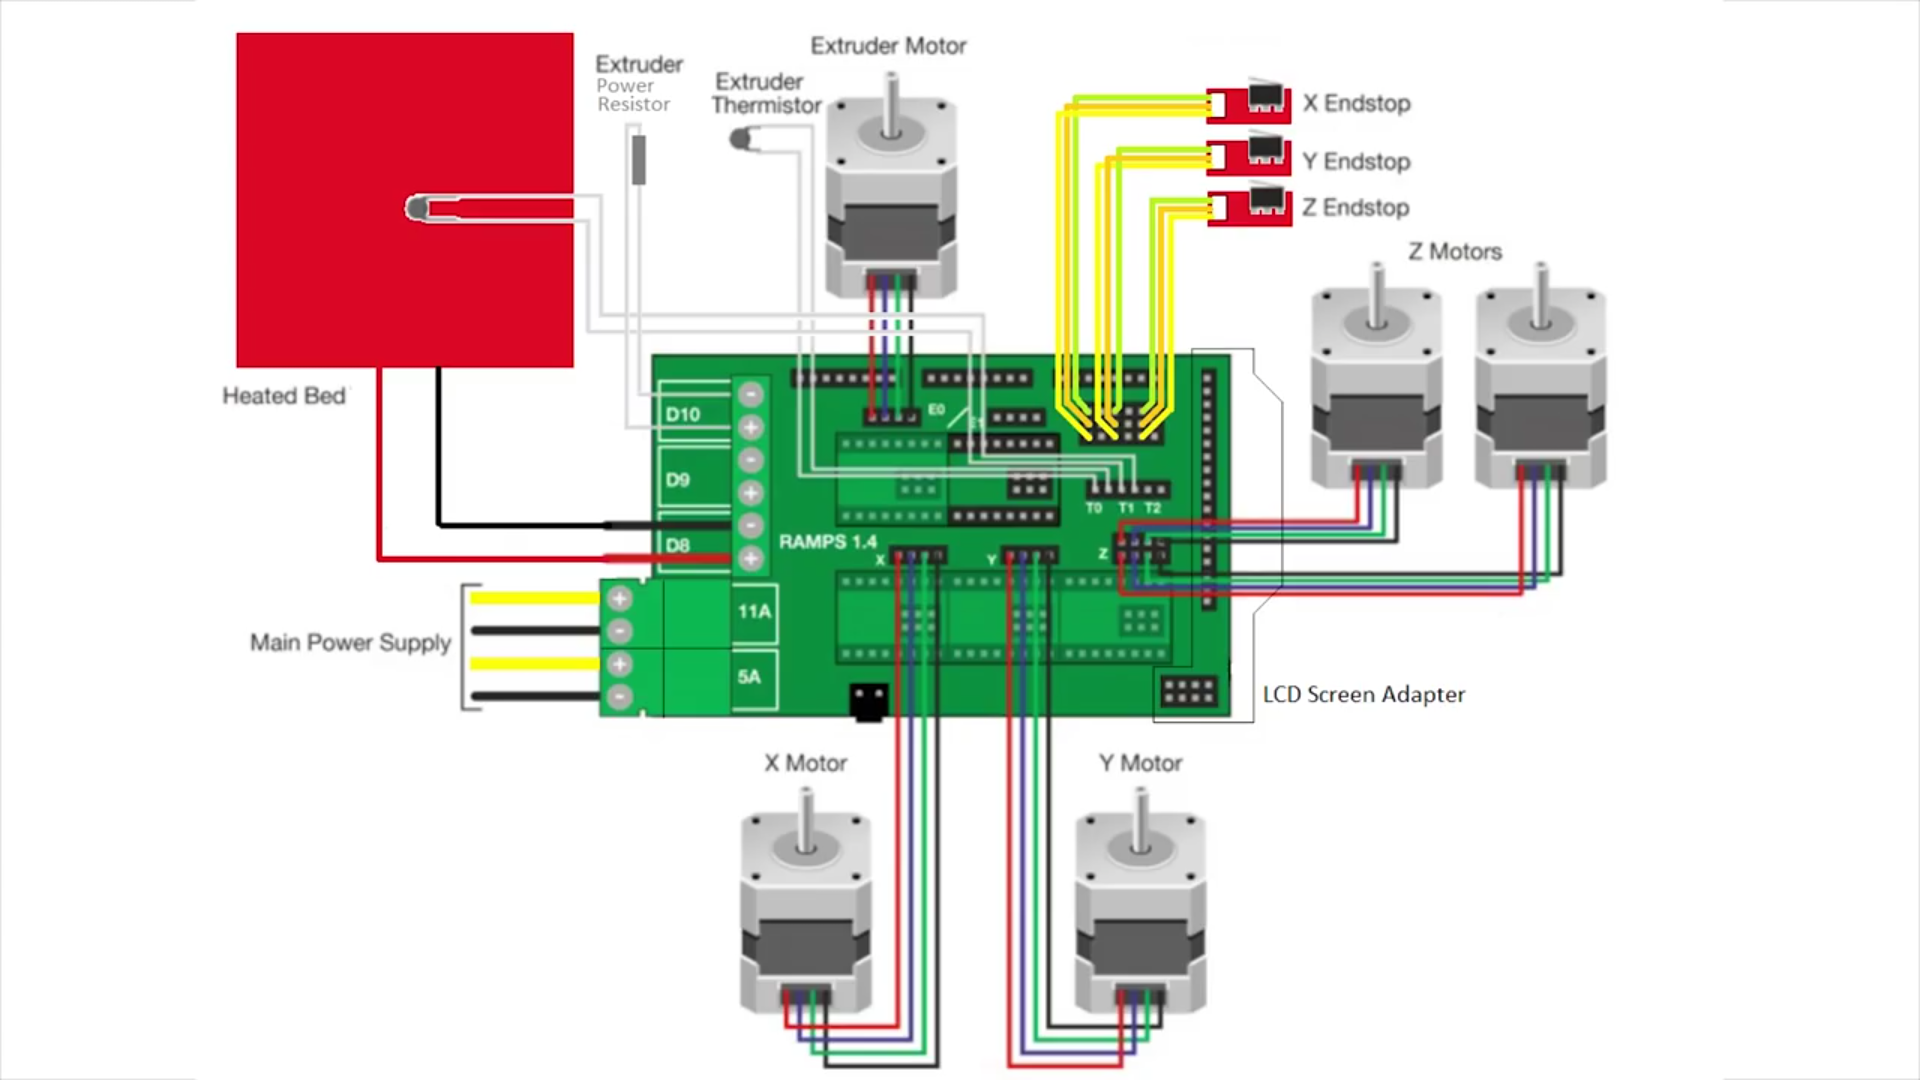 Extruder Motor
Extruder
Power
Resistor
Extruder
Thermistor
X Endstop
Y Endstop
Z Endstop
Z Motors
Heated Bed
D10
E0
D9
T0 T1 T2
D8
RAMPS 1.4
X
Y
Z
11A
Main Power Supply
5A
LCD Screen Adapter
X Motor
Y Motor